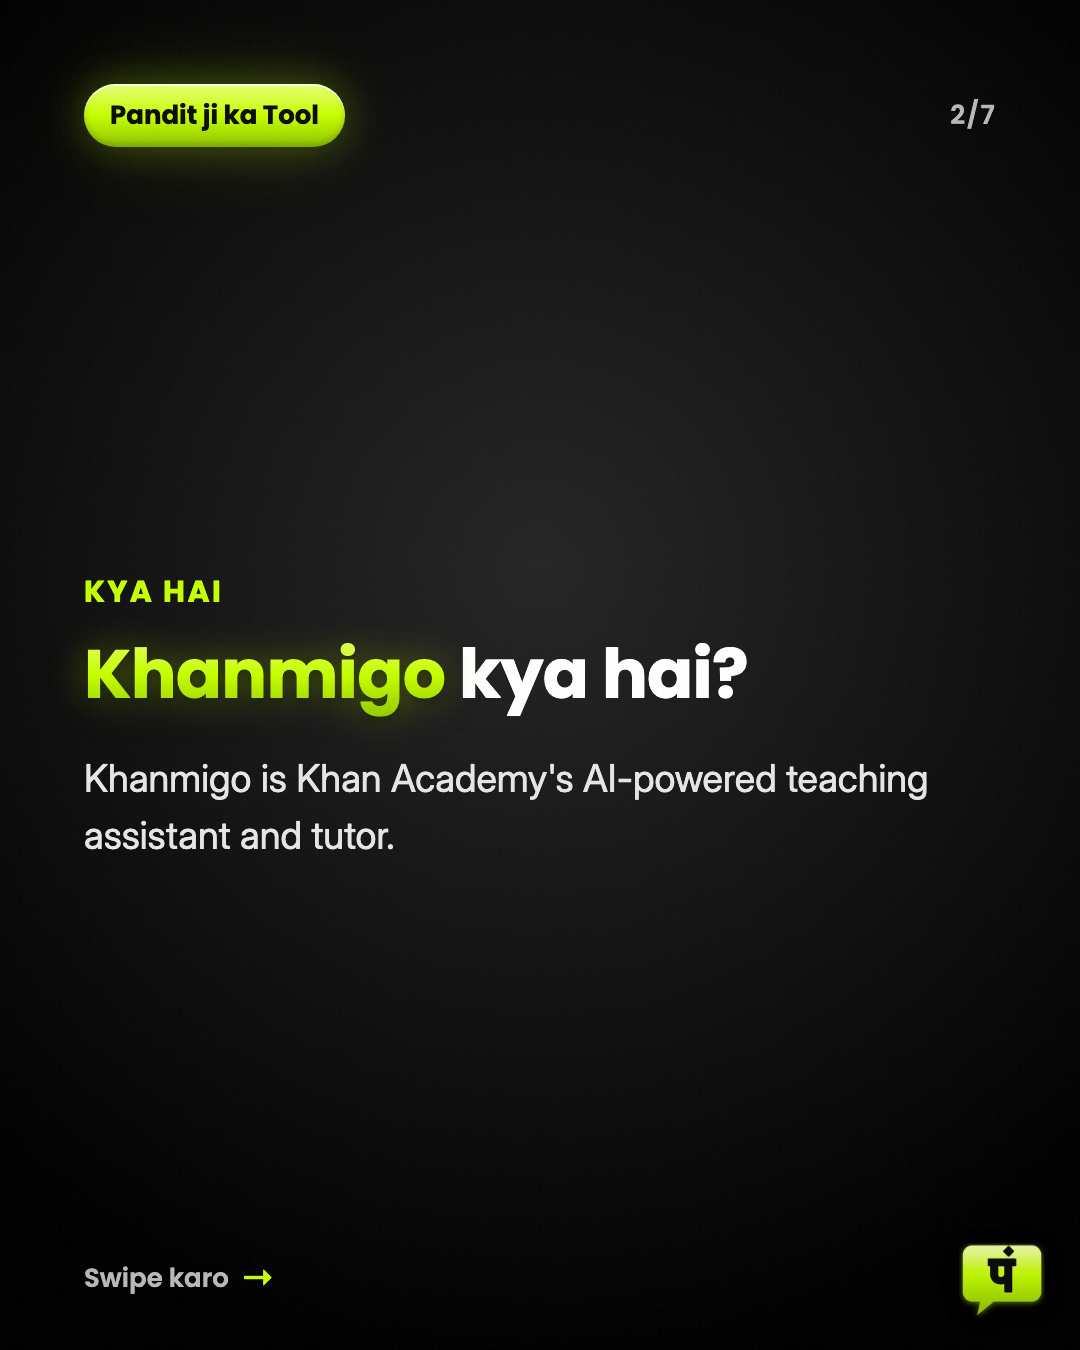 Pandit ji ka Tool
2/7
KYA HAI
Khanmigo kya hai?
Khanmigo is Khan Academy's AI-powered teaching
assistant and tutor.
Swipe karo →
पं